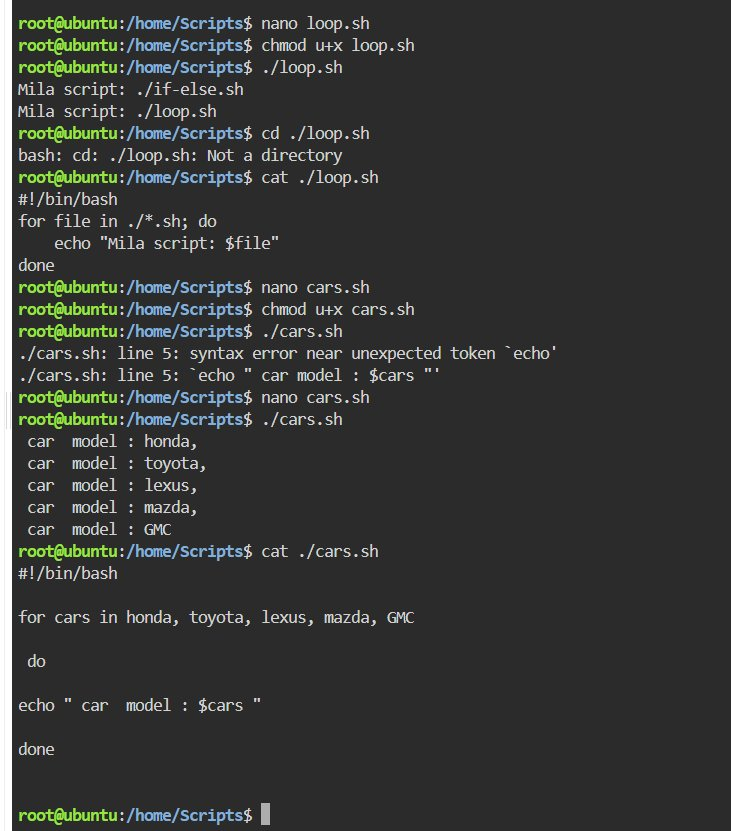 root@ubuntu:/home/Scripts$ nano loop.sh
root@ubuntu:/home/Scripts$ chmod u+x loop.sh
root@ubuntu:/home/Scripts$ ./loop.sh
Mila script: ./if-else.sh
Mila script: ./loop.sh
root@ubuntu:/home/Scripts$ cd ./loop.sh
bash: cd: ./loop.sh: Not a directory
root@ubuntu:/home/Scripts$ cat ./loop.sh
#!/bin/bash
for file in ./*.sh; do
    echo "Mila script: $file"
done
root@ubuntu:/home/Scripts$ nano cars.sh
root@ubuntu:/home/Scripts$ chmod u+x cars.sh
root@ubuntu:/home/Scripts$ ./cars.sh
./cars.sh: line 5: syntax error near unexpected token `echo'
./cars.sh: line 5: `echo " car model : $cars "'
root@ubuntu:/home/Scripts$ nano cars.sh
root@ubuntu:/home/Scripts$ ./cars.sh
 car  model : honda,
 car  model : toyota,
 car  model : lexus,
 car  model : mazda,
 car  model : GMC
root@ubuntu:/home/Scripts$ cat ./cars.sh
#!/bin/bash

for cars in honda, toyota, lexus, mazda, GMC

 do

echo " car  model : $cars "

done


root@ubuntu:/home/Scripts$